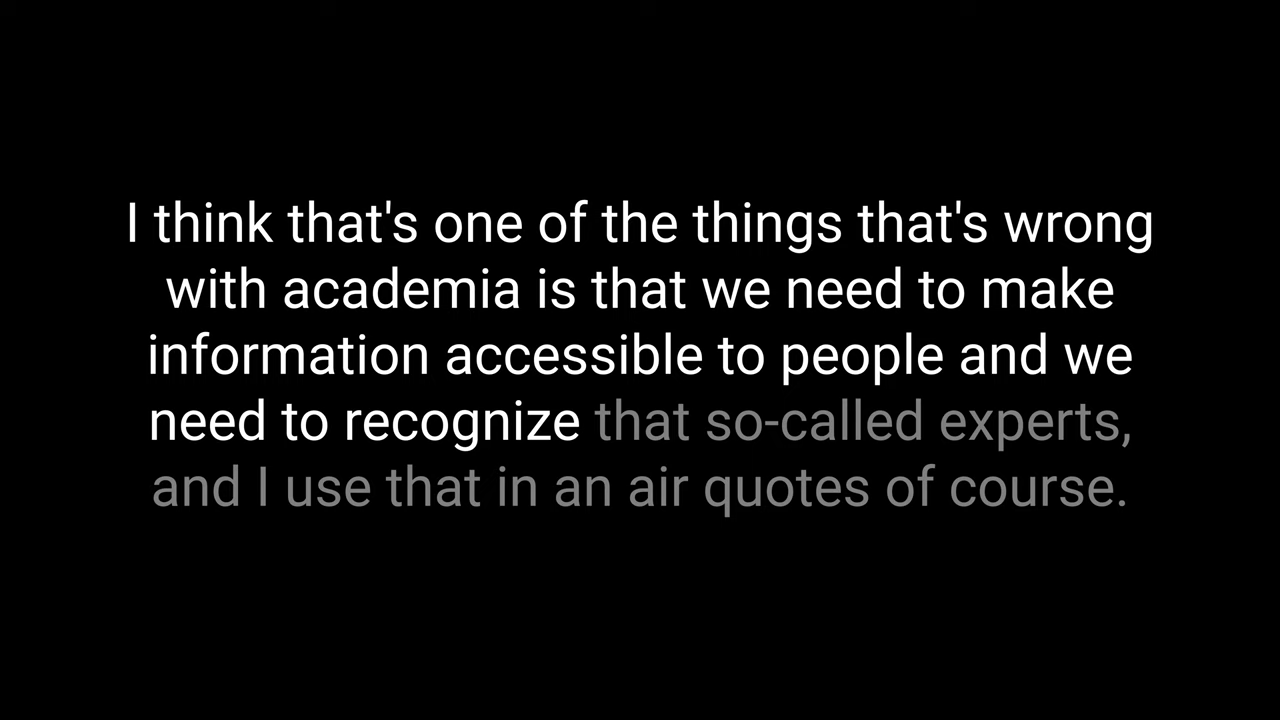 I think that's one of the things that's wrong
with academia is that we need to make
information accessible to people and we
need to recognize that so-called experts,
and I use that in an air quotes of course.